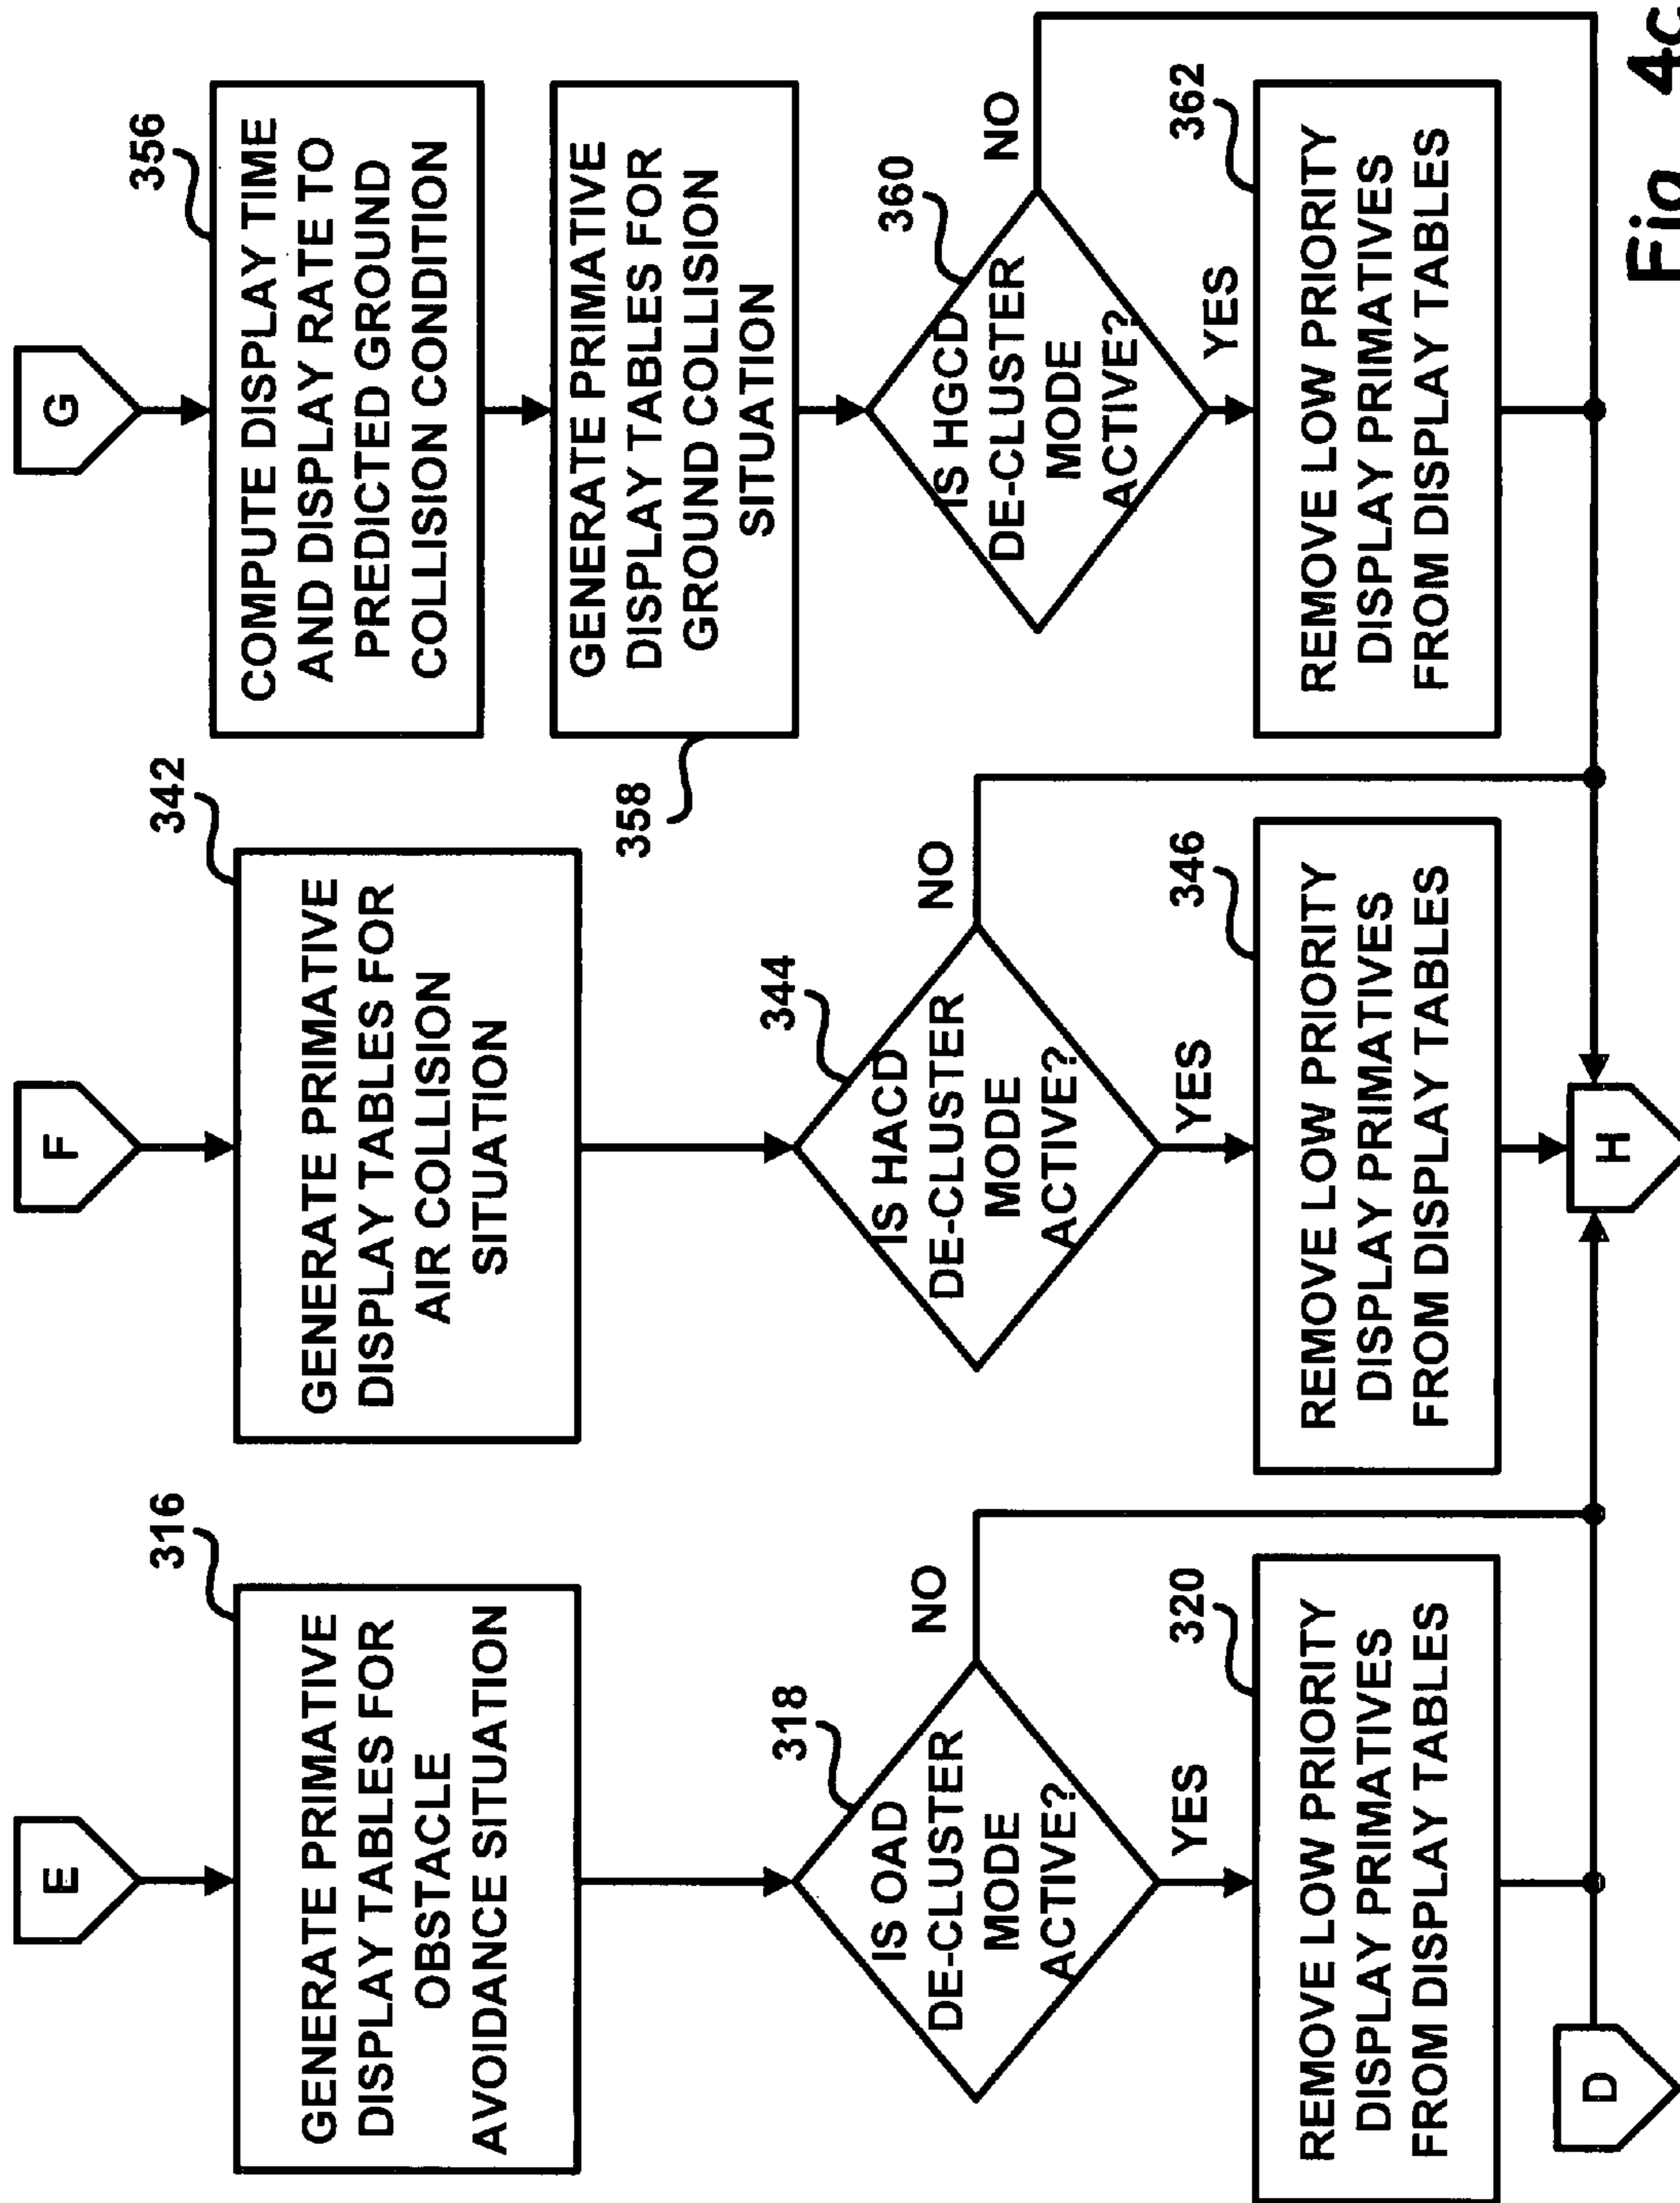 E
316
GENERATE PRIMATIVE
DISPLAY TABLES FOR
OBSTACLE
AVOIDANCE SITUATION
318
IS OAD
DE-CLUSTER
MODE
ACTIVE?
NO
YES
320
REMOVE LOW PRIORITY
DISPLAY PRIMATIVES
FROM DISPLAY TABLES
D
F
342
GENERATE PRIMATIVE
DISPLAY TABLES FOR
AIR COLLISION
SITUATION
344
IS HACD
DE-CLUSTER
MODE
ACTIVE?
NO
YES
346
REMOVE LOW PRIORITY
DISPLAY PRIMATIVES
FROM DISPLAY TABLES
H
G
356
COMPUTE DISPLAY TIME
AND DISPLAY RATE TO
PREDICTED GROUND
COLLISION CONDITION
358
GENERATE PRIMATIVE
DISPLAY TABLES FOR
GROUND COLLISION
SITUATION
360
IS HGCD
DE-CLUSTER
MODE
ACTIVE?
NO
YES
362
REMOVE LOW PRIORITY
DISPLAY PRIMATIVES
FROM DISPLAY TABLES
Fig. 4c